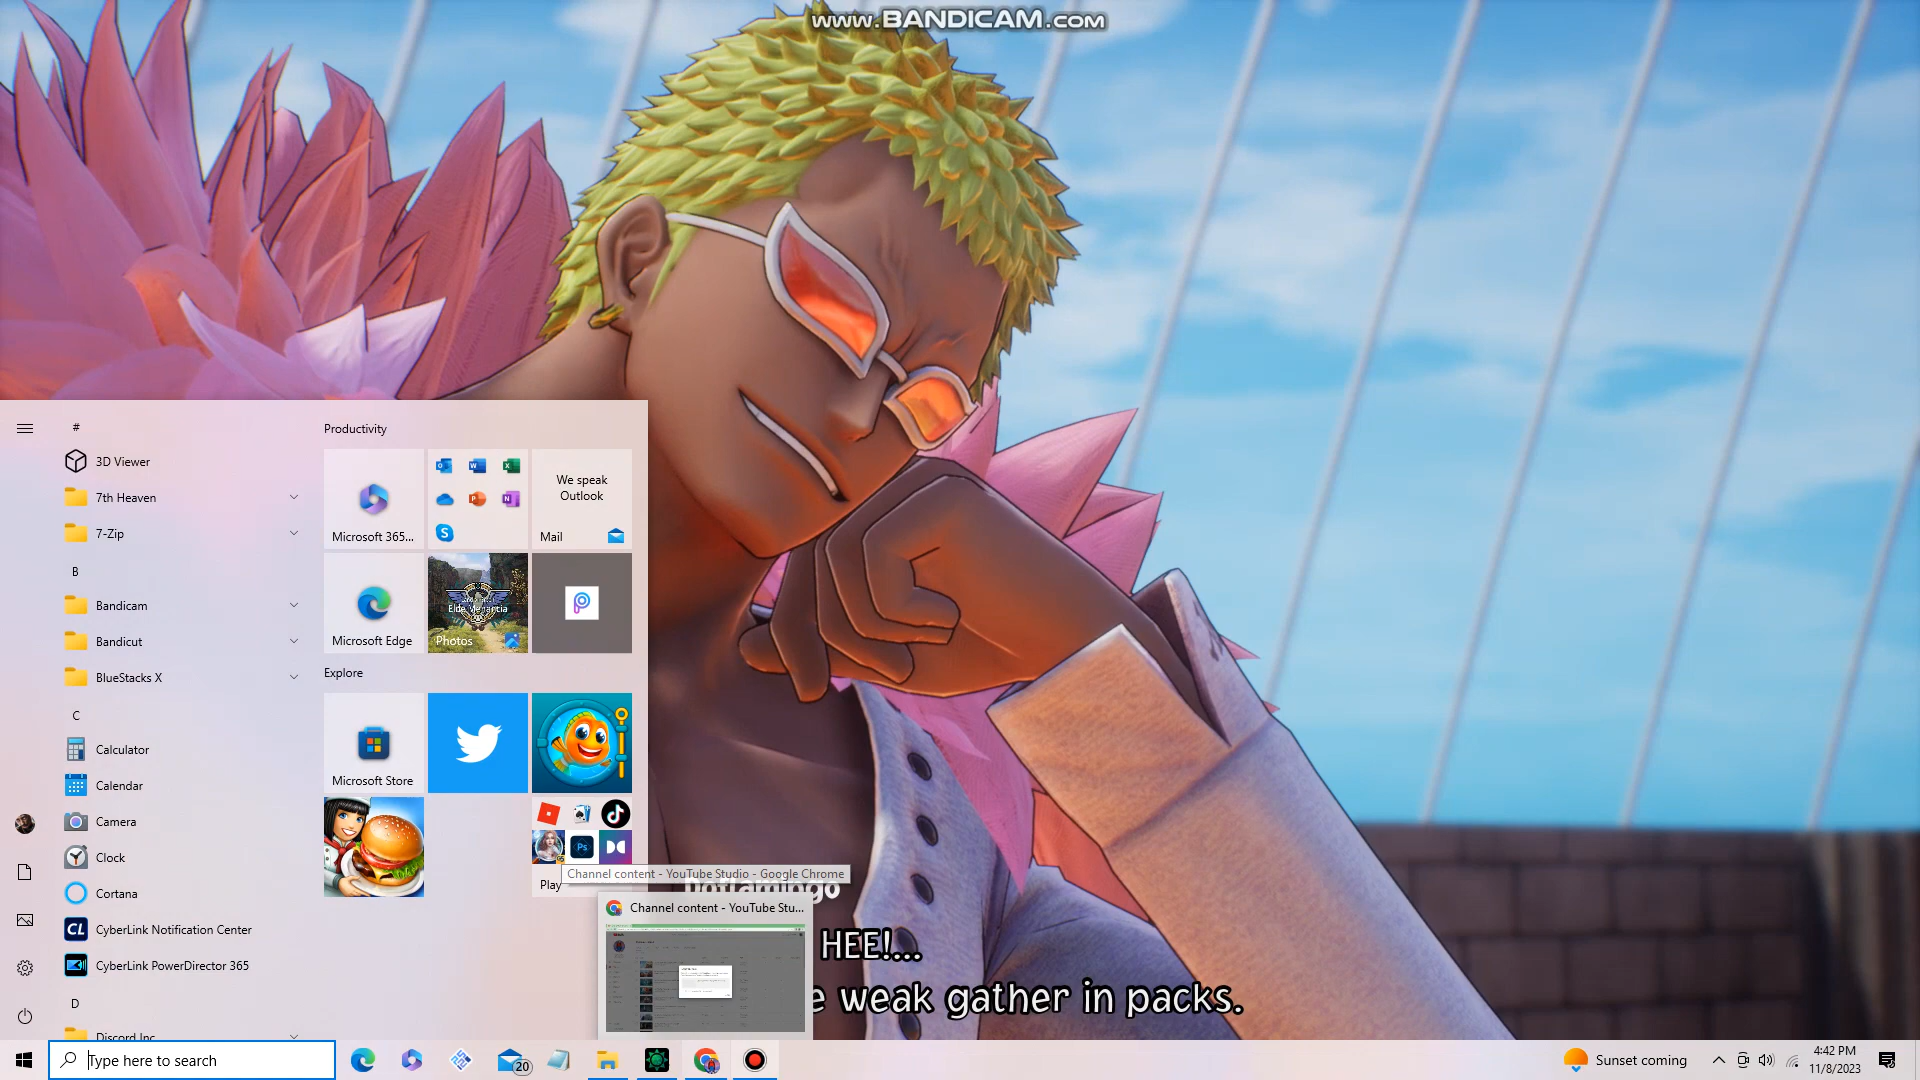 www.BANDICAM.com
#
3D Viewer
7th Heaven
7-Zip
B
Bandicam
Bandicut
BlueStacks X
C
Calculator
Calendar
Camera
Clock
Cortana
CyberLink Notification Center
CyberLink PowerDirector 365
D
Discord Inc
Productivity
Microsoft 365...
We speak
Outlook
Mail
Microsoft Edge
Photos
Explore
Microsoft Store
Play
Channel content - YouTube Studio - Google Chrome
Doflamingo
Channel content - YouTube Stu...
HEE!...
weak gather in packs.
Type here to search
20
Sunset coming
4:42 PM
11/8/2023